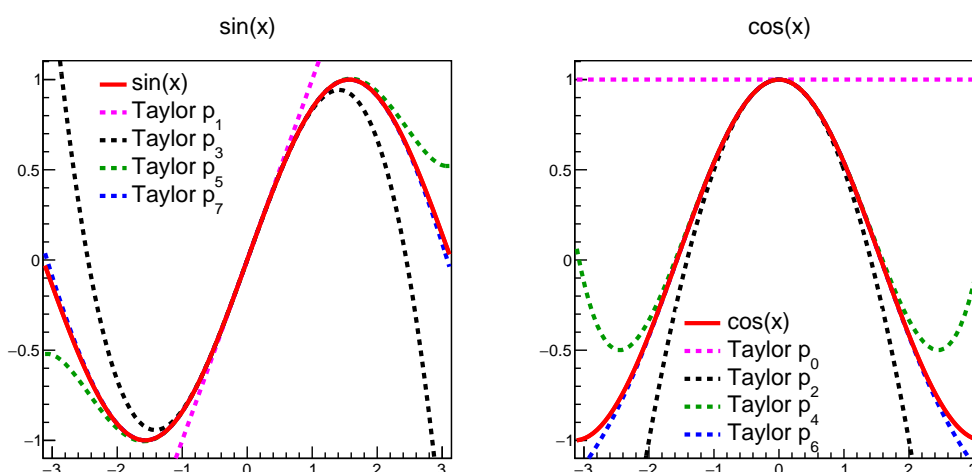 sin(x)
1
0.5
0
−0.5
−1
−3 −2 −1 0 1 2 3
sin(x)
Taylor p1
Taylor p3
Taylor p5
Taylor p7
cos(x)
1
0.5
0
−0.5
−1
−3 −2 −1 0 1 2 3
cos(x)
Taylor p0
Taylor p2
Taylor p4
Taylor p6